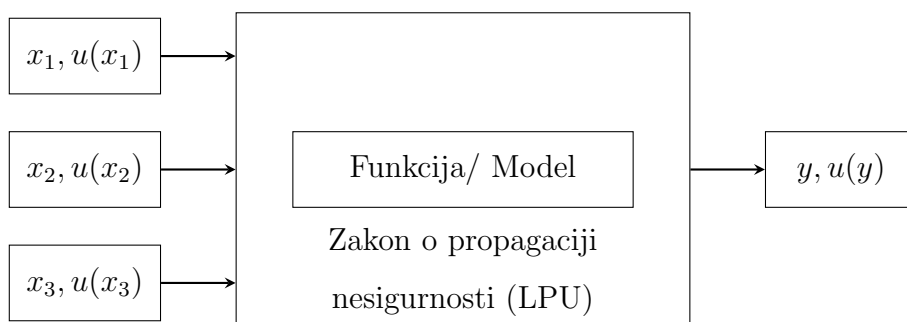 x₁, u(x₁)
x₂, u(x₂)
x₃, u(x₃)
Funkcija/ Model
Zakon o propagaciji
nesigurnosti (LPU)
y, u(y)